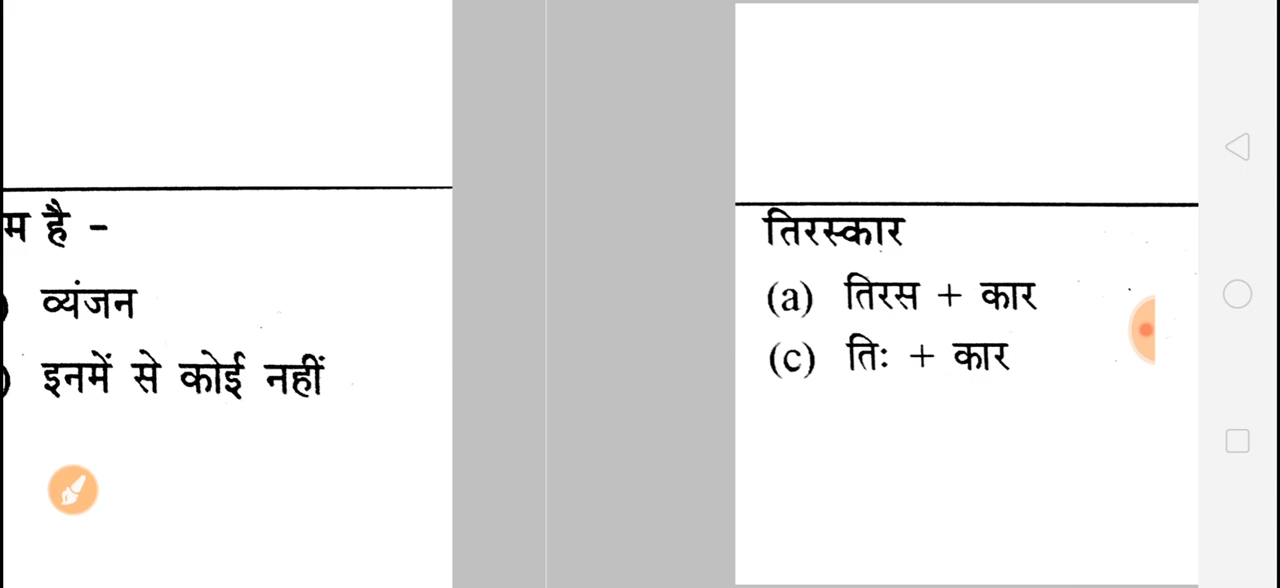 म है -
व्यंजन
इनमें से कोई नहीं
तिरस्कार
(a) तिरस + कार
(c) तिः + कार